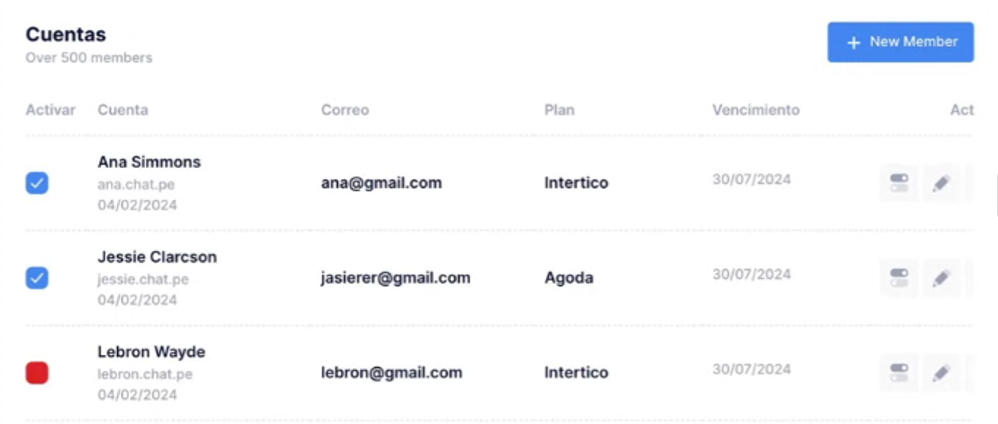 Cuentas
Over 500 members
+ New Member
Activar Cuenta Correo Plan Vencimiento Act
Ana Simmons
ana.chat.pe
04/02/2024
ana@gmail.com
Intertico
30/07/2024
Jessie Clarcson
jessie.chat.pe
04/02/2024
jasierer@gmail.com
Agoda
30/07/2024
Lebron Wayde
lebron.chat.pe
04/02/2024
lebron@gmail.com
Intertico
30/07/2024